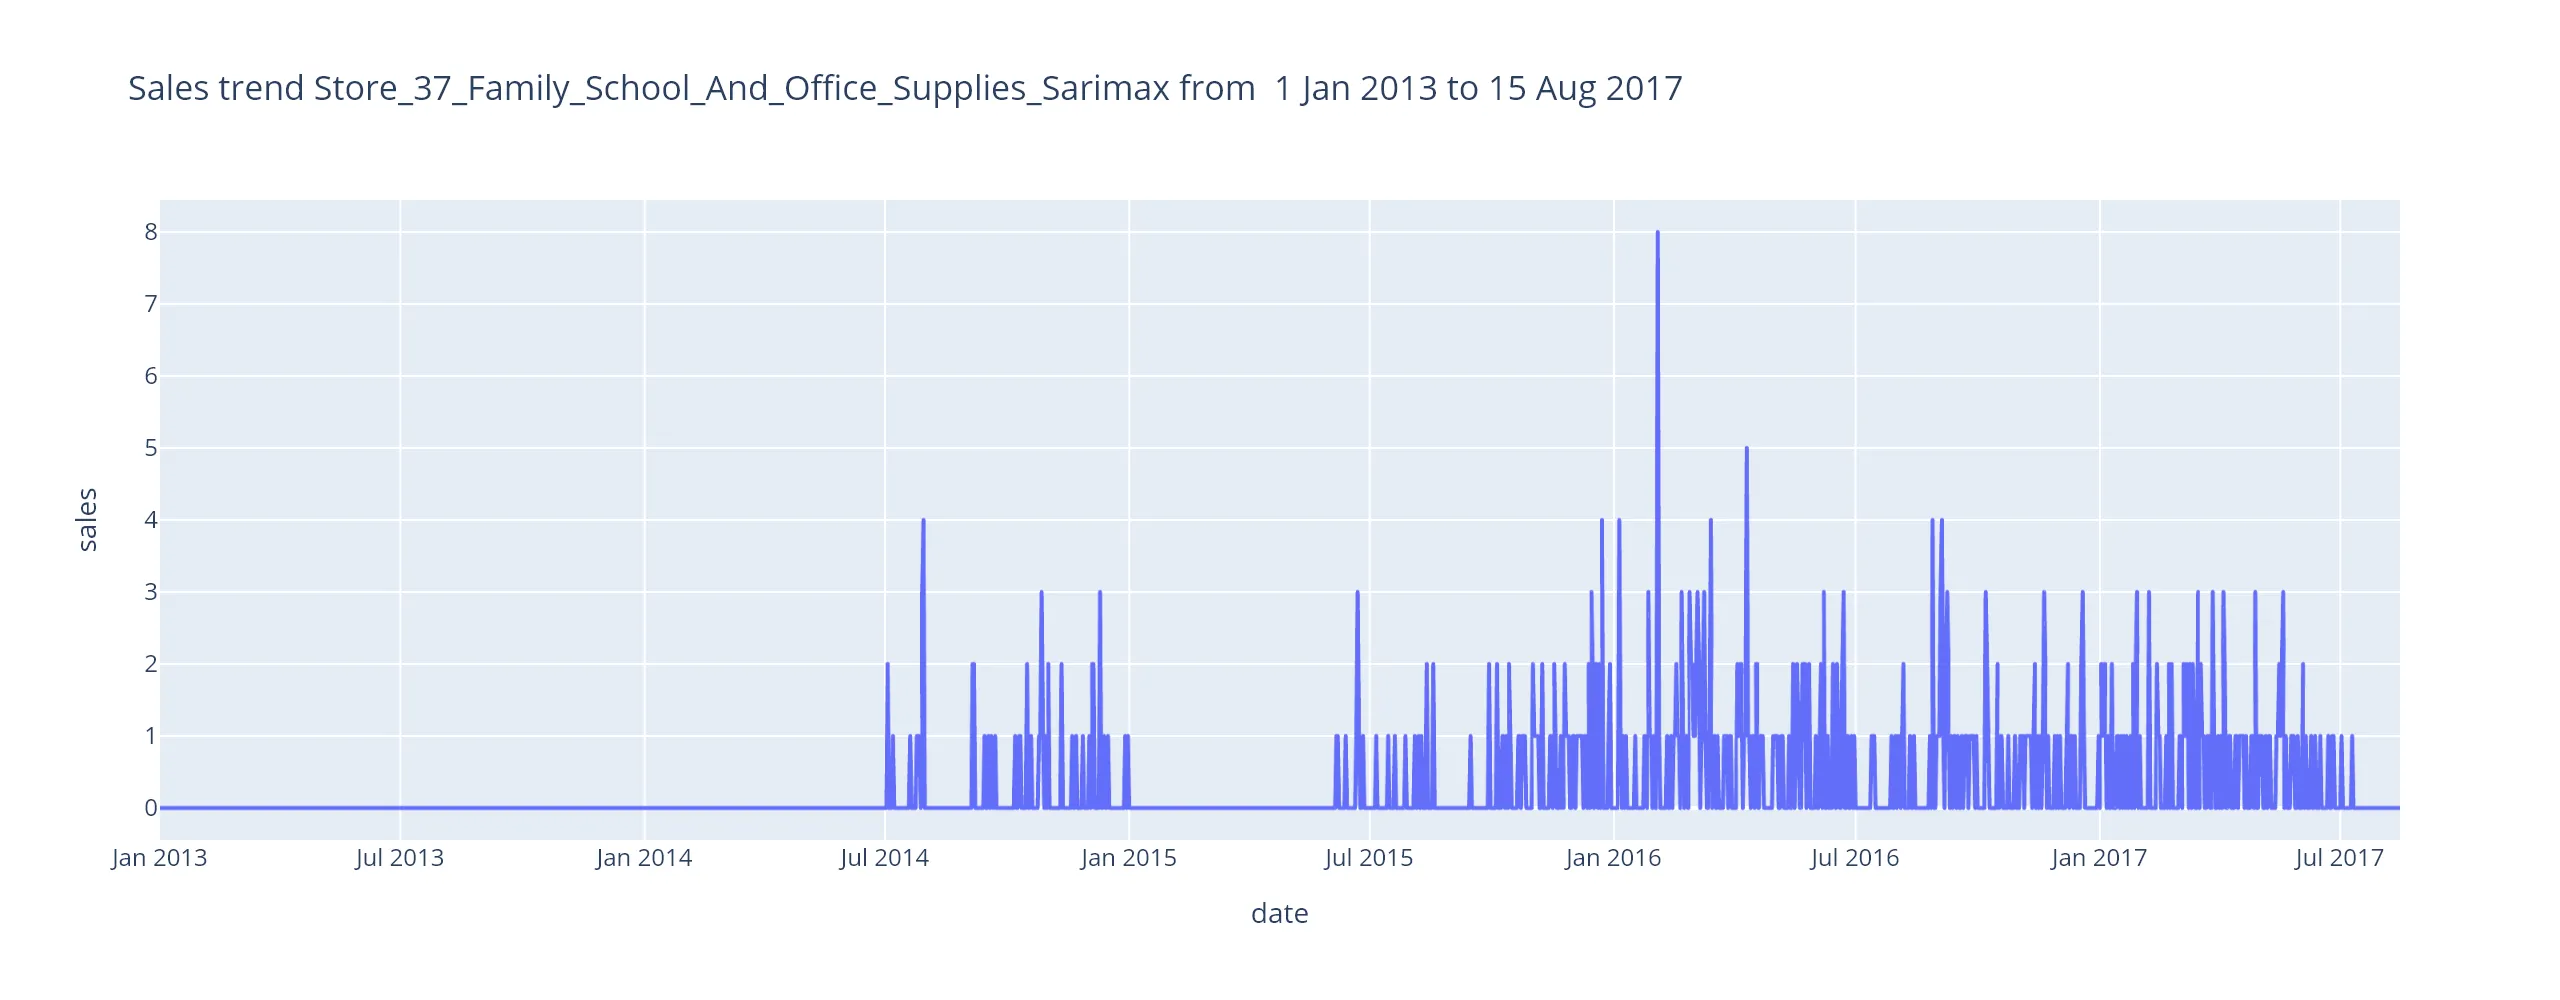 Sales trend Store_37_Family_School_And_Office_Supplies_Sarimax from  1 Jan 2013 to 15 Aug 2017
8
7
6
5
4
3
2
1
0
sales
Jan 2013 Jul 2013 Jan 2014 Jul 2014 Jan 2015 Jul 2015 Jan 2016 Jul 2016 Jan 2017 Jul 2017
date